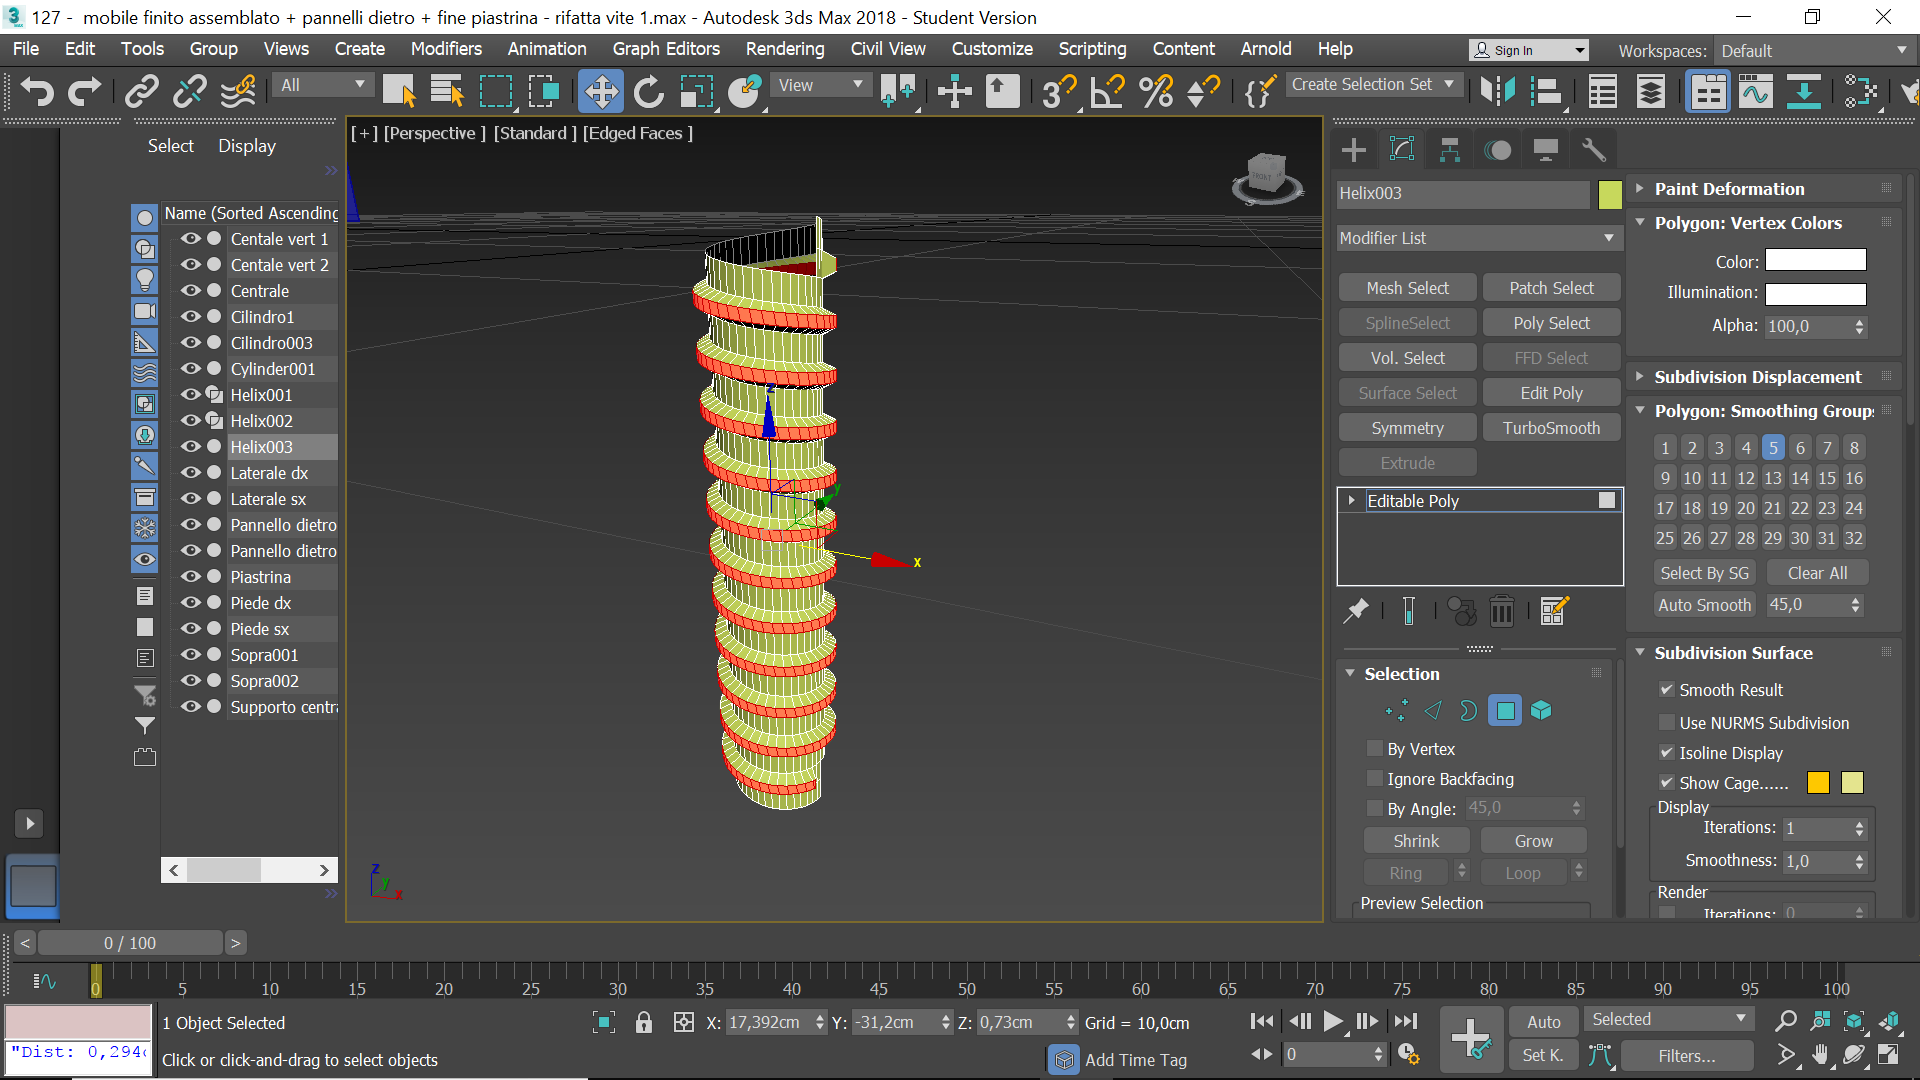 127 -  mobile finito assemblato + pannelli dietro + fine piastrina - rifatta vite 1.max - Autodesk 3ds Max 2018 - Student Version
File Edit Tools Group Views Create Modifiers Animation Graph Editors Rendering Civil View Customize Scripting Content Arnold Help
Sign In
Workspaces: Default
All
View
Create Selection Set
Select Display
Name (Sorted Ascending
Centale vert 1
Centale vert 2
Centrale
Cilindro1
Cilindro003
Cylinder001
Helix001
Helix002
Helix003
Laterale dx
Laterale sx
Pannello dietro
Pannello dietro
Piastrina
Piede dx
Piede sx
Sopra001
Sopra002
Supporto centra
[ + ] [Perspective ] [Standard ] [Edged Faces ]
FRONT
z
y
x
z
y
x
Helix003
Modifier List
Mesh Select Patch Select
SplineSelect Poly Select
Vol. Select FFD Select
Surface Select Edit Poly
Symmetry TurboSmooth
Extrude
Editable Poly
Selection
By Vertex
Ignore Backfacing
By Angle: 45,0
Shrink Grow
Ring Loop
Preview Selection
Paint Deformation
Polygon: Vertex Colors
Color:
Illumination:
Alpha: 100,0
Subdivision Displacement
Polygon: Smoothing Groups
1 2 3 4 5 6 7 8
9 10 11 12 13 14 15 16
17 18 19 20 21 22 23 24
25 26 27 28 29 30 31 32
Select By SG Clear All
Auto Smooth 45,0
Subdivision Surface
Smooth Result
Use NURMS Subdivision
Isoline Display
Show Cage......
Display
Iterations: 1
Smoothness: 1,0
Render
Iterations: 0
< 0 / 100 >
0 5 10 15 20 25 30 35 40 45 50 55 60 65 70 75 80 85 90 95 100
"Dist: 0,294
1 Object Selected
Click or click-and-drag to select objects
X: 17,392cm Y: -31,2cm Z: 0,73cm Grid = 10,0cm
Add Time Tag
0
Auto Selected
Set K. Filters...